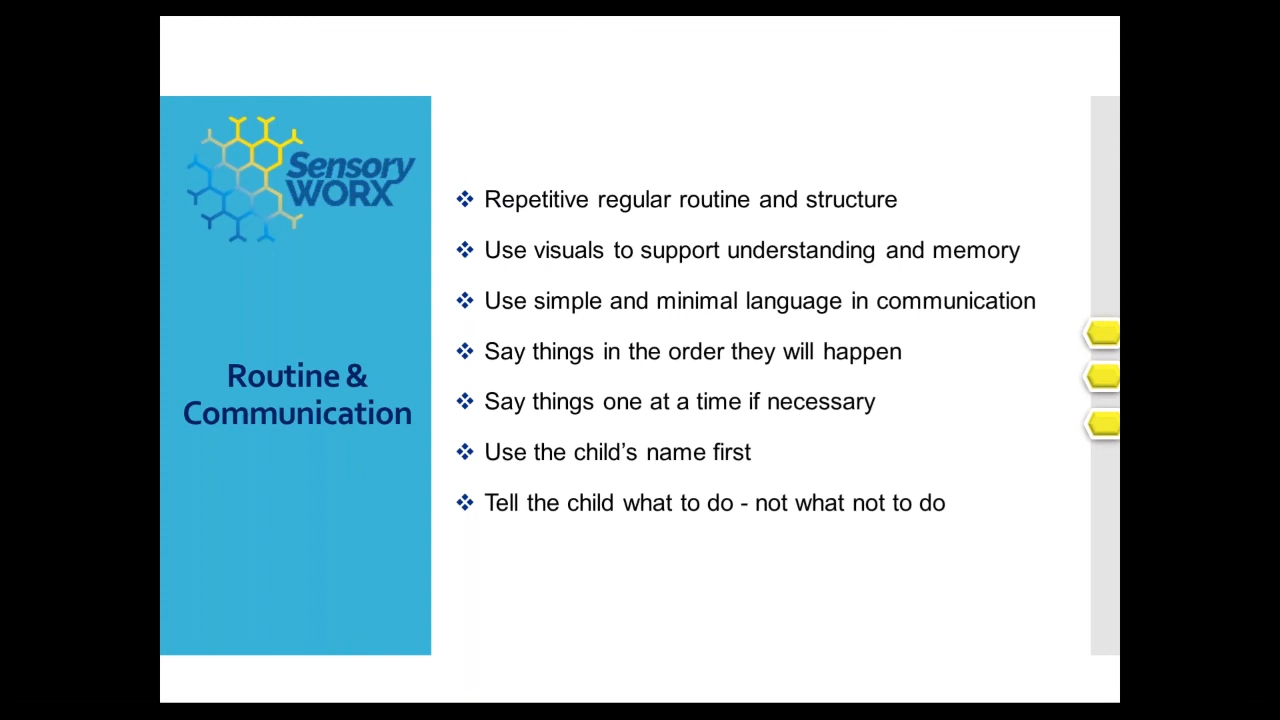 Sensory
WORX
Routine &
Communication
Repetitive regular routine and structure
Use visuals to support understanding and memory
Use simple and minimal language in communication
Say things in the order they will happen
Say things one at a time if necessary
Use the child’s name first
Tell the child what to do - not what not to do